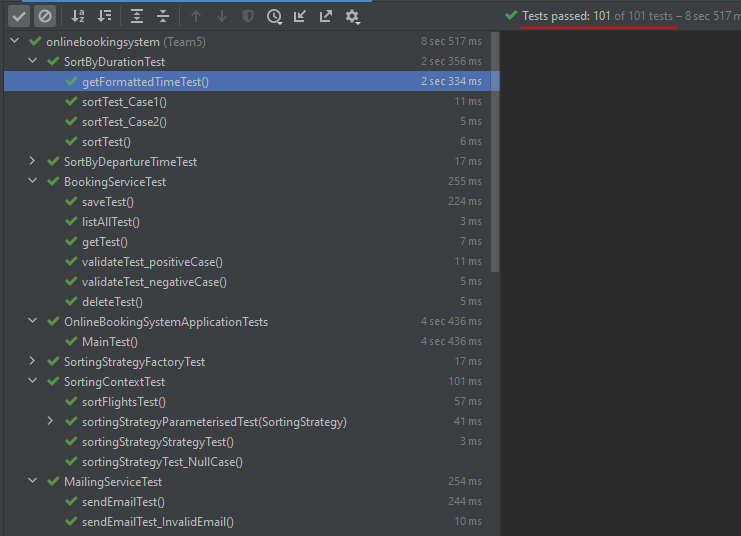 Tests passed: 101 of 101 tests – 8 sec 517 m
onlinebookingsystem (Team5) 8 sec 517 ms
SortByDurationTest 2 sec 356 ms
getFormattedTimeTest() 2 sec 334 ms
sortTest_Case1() 11 ms
sortTest_Case2() 5 ms
sortTest() 6 ms
SortByDepartureTimeTest 17 ms
BookingServiceTest 255 ms
saveTest() 224 ms
listAllTest() 3 ms
getTest() 7 ms
validateTest_positiveCase() 11 ms
validateTest_negativeCase() 5 ms
deleteTest() 5 ms
OnlineBookingSystemApplicationTests 4 sec 436 ms
MainTest() 4 sec 436 ms
SortingStrategyFactoryTest 17 ms
SortingContextTest 101 ms
sortFlightsTest() 57 ms
sortingStrategyParameterisedTest(SortingStrategy) 41 ms
sortingStrategyStrategyTest() 3 ms
sortingStrategyTest_NullCase()
MailingServiceTest 254 ms
sendEmailTest() 244 ms
sendEmailTest_InvalidEmail() 10 ms